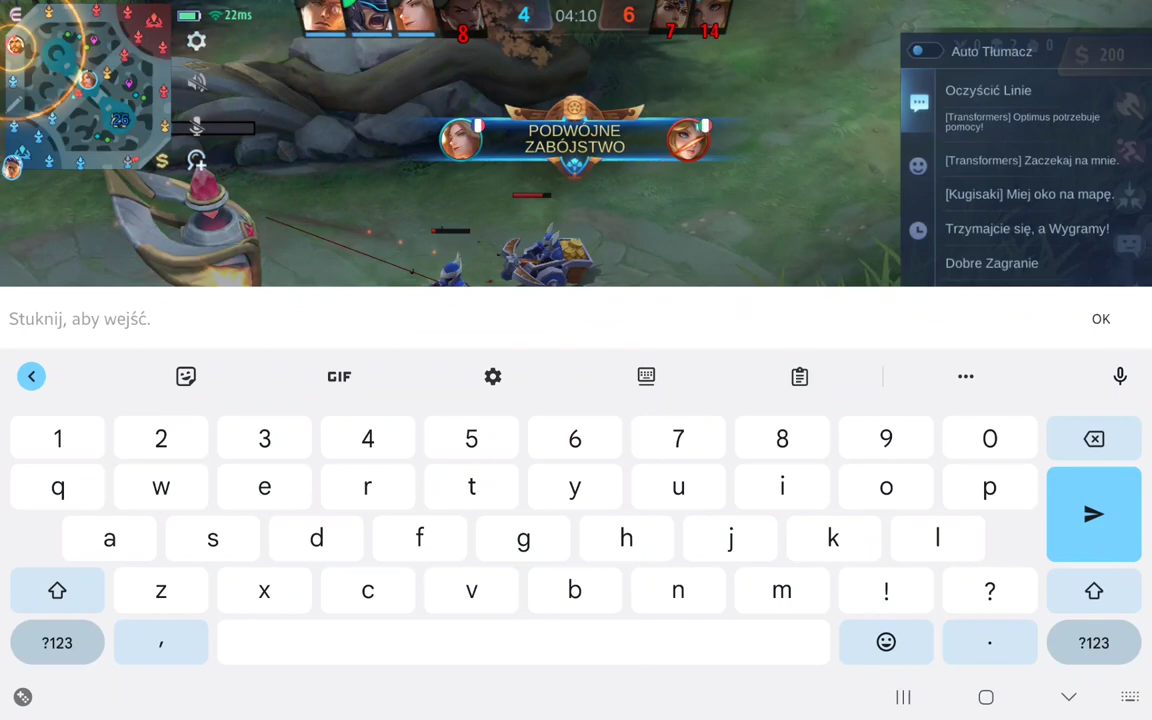 22ms
8
4
04:10
6
7
14
0
$ 200
26
$
PODWÓJNE
ZABÓJSTWO
Auto Tłumacz
Oczyścić Linie
[Transformers] Optimus potrzebuje
pomocy!
[Transformers] Zaczekaj na mnie.
[Kugisaki] Miej oko na mapę.
Trzymajcie się, a Wygramy!
Dobre Zagranie
Stuknij, aby wejść.
OK
GIF
1 2 3 4 5 6 7 8 9 0
q w e r t y u i o p
a s d f g h j k l
z x c v b n m ! ?
?123 , . ?123